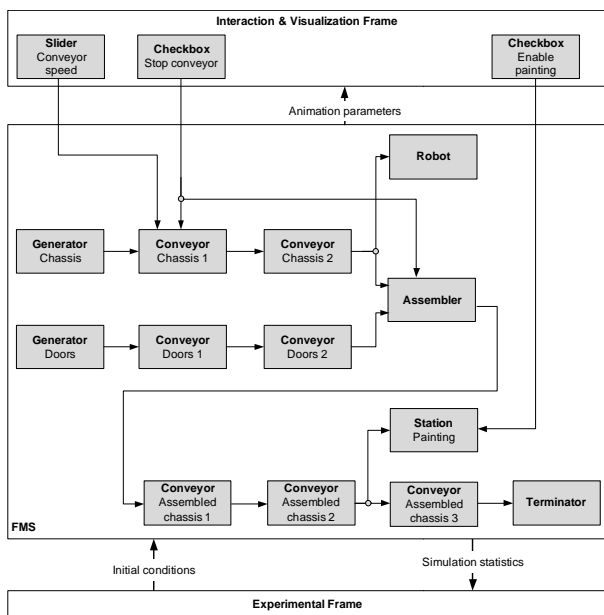 Interaction & Visualization Frame
Slider
Conveyor
speed
Checkbox
Stop conveyor
Checkbox
Enable
painting
Animation parameters
Robot
Generator
Chassis
Conveyor
Chassis 1
Conveyor
Chassis 2
Assembler
Generator
Doors
Conveyor
Doors 1
Conveyor
Doors 2
Station
Painting
Conveyor
Assembled
chassis 1
Conveyor
Assembled
chassis 2
Conveyor
Assembled
chassis 3
Terminator
FMS
Initial conditions
Simulation statistics
Experimental Frame